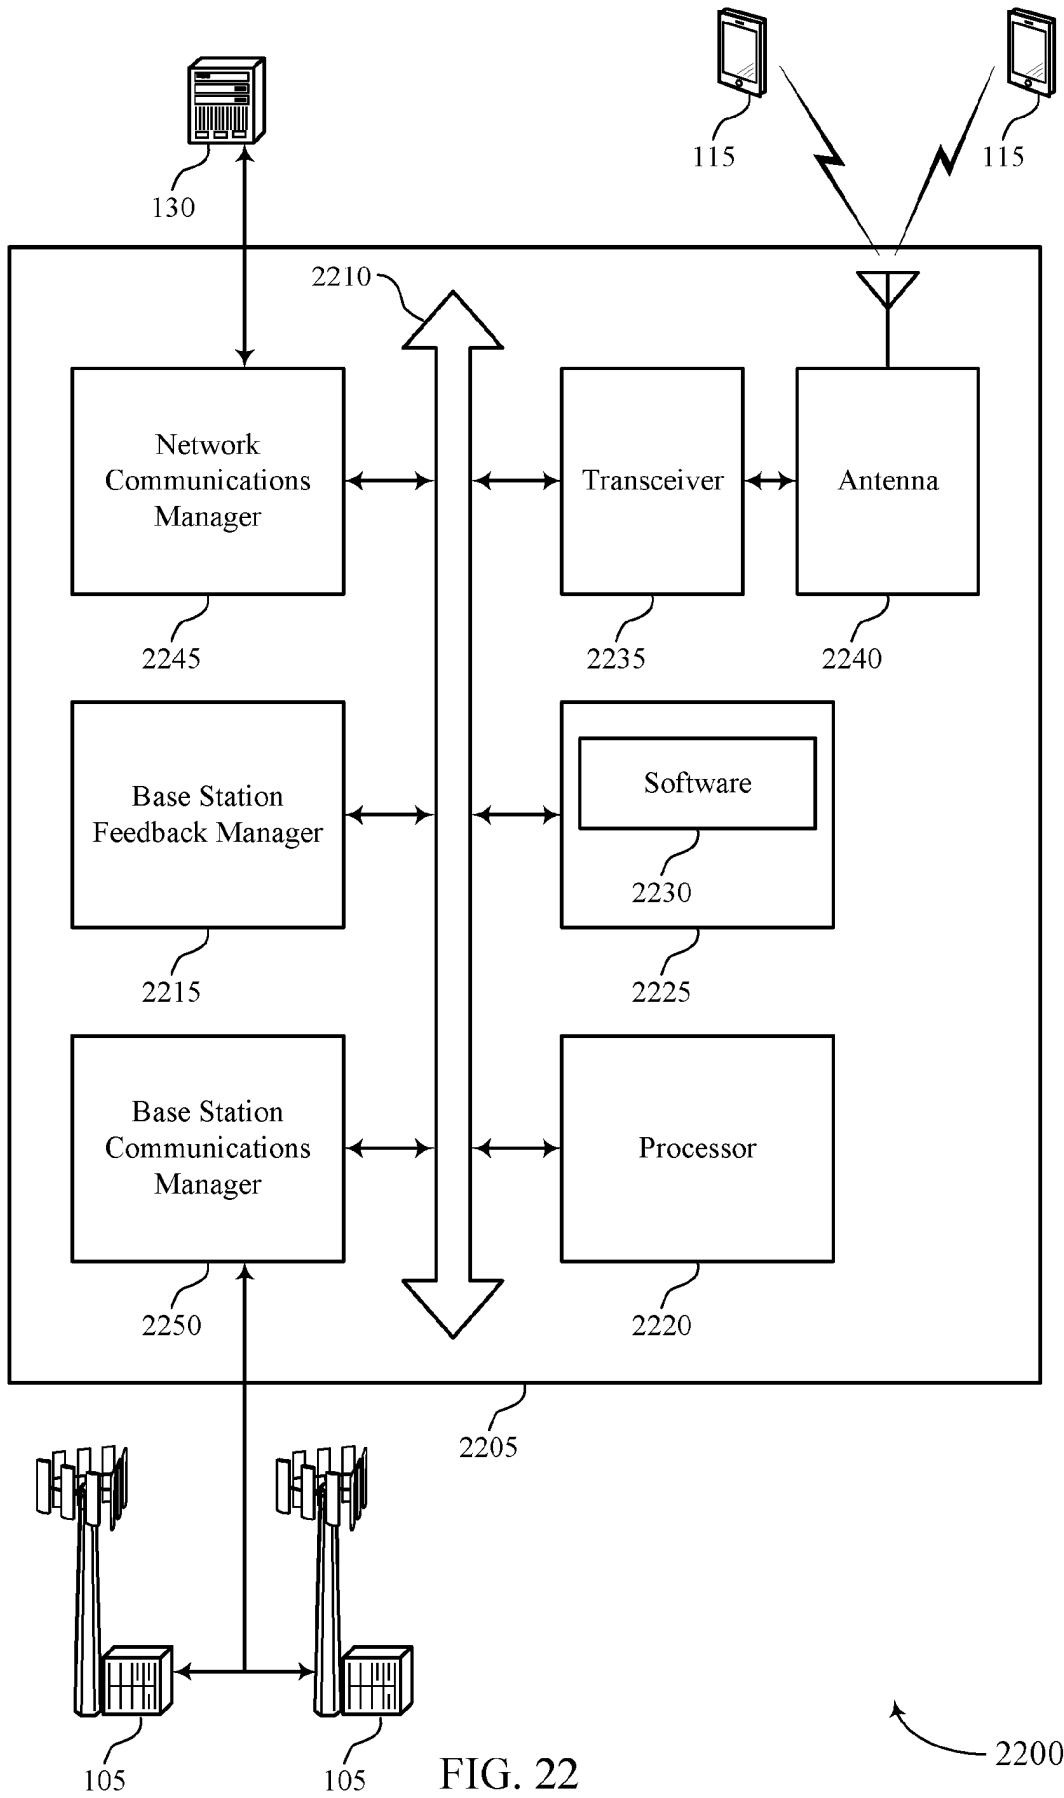 115
115
130
2210
Network
Communications
Manager
Transceiver
Antenna
2245
2235
2240
Base Station
Feedback Manager
Software
2230
2215
2225
Base Station
Communications
Manager
Processor
2250
2220
2205
105
105
FIG. 22
2200